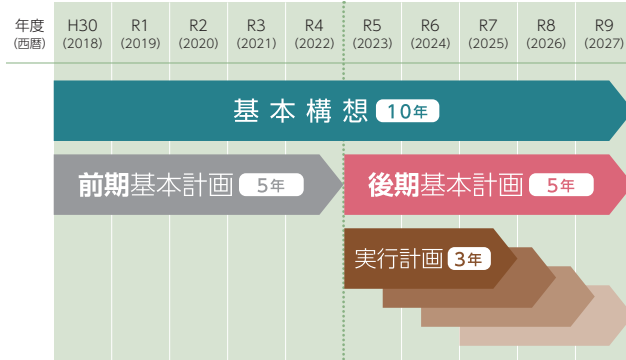 年度 H30 R1 R2 R3 R4 R5 R6 R7 R8 R9
(西暦) (2018) (2019) (2020) (2021) (2022) (2023) (2024) (2025) (2026) (2027)
基本構想 10年
前期基本計画 5年 後期基本計画 5年
実行計画 3年